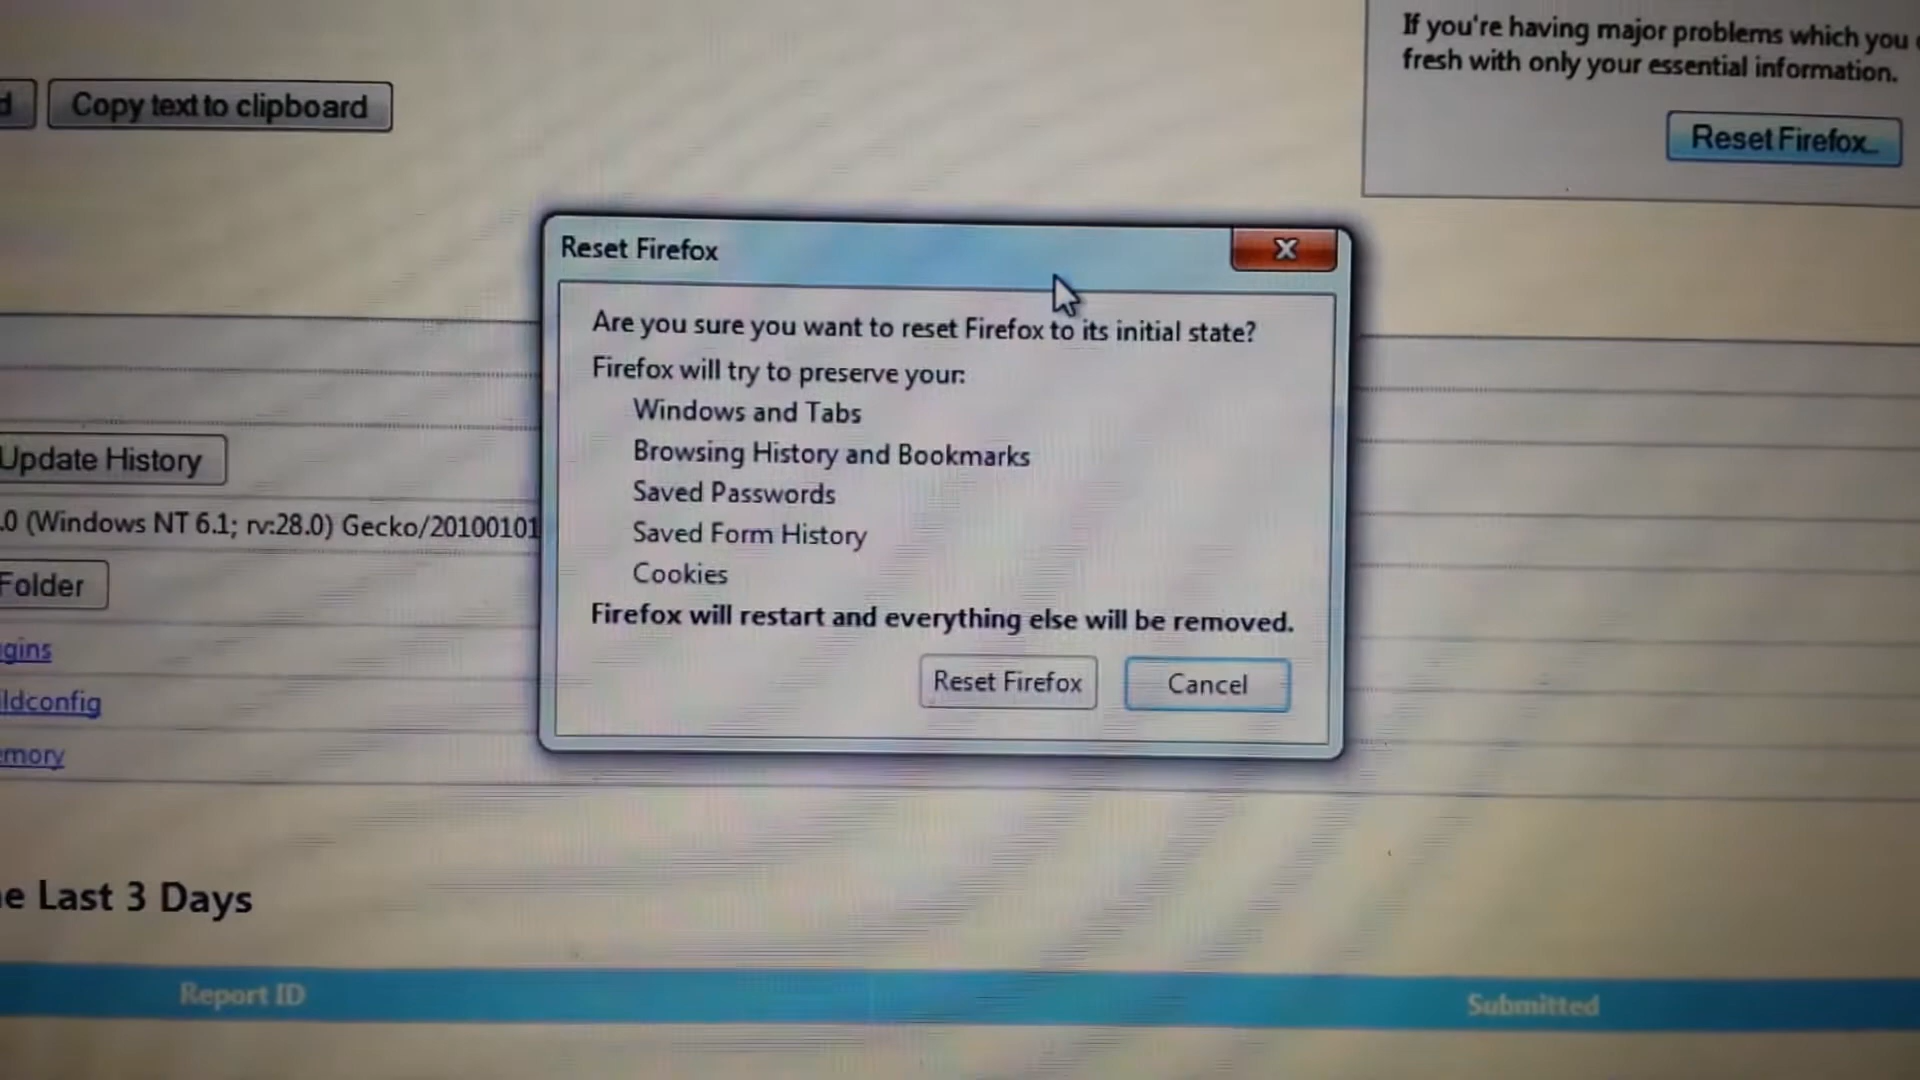 If you're having major problems which you
fresh with only your essential information.
Copy text to clipboard
Reset Firefox...
Reset Firefox
Are you sure you want to reset Firefox to its initial state?
Firefox will try to preserve your:
Windows and Tabs
Browsing History and Bookmarks
Saved Passwords
Saved Form History
Cookies
Firefox will restart and everything else will be removed.
Reset Firefox
Cancel
Update History
.0 (Windows NT 6.1; rv:28.0) Gecko/20100101
Folder
gins
ildconfig
emory
e Last 3 Days
Report ID
Submitted